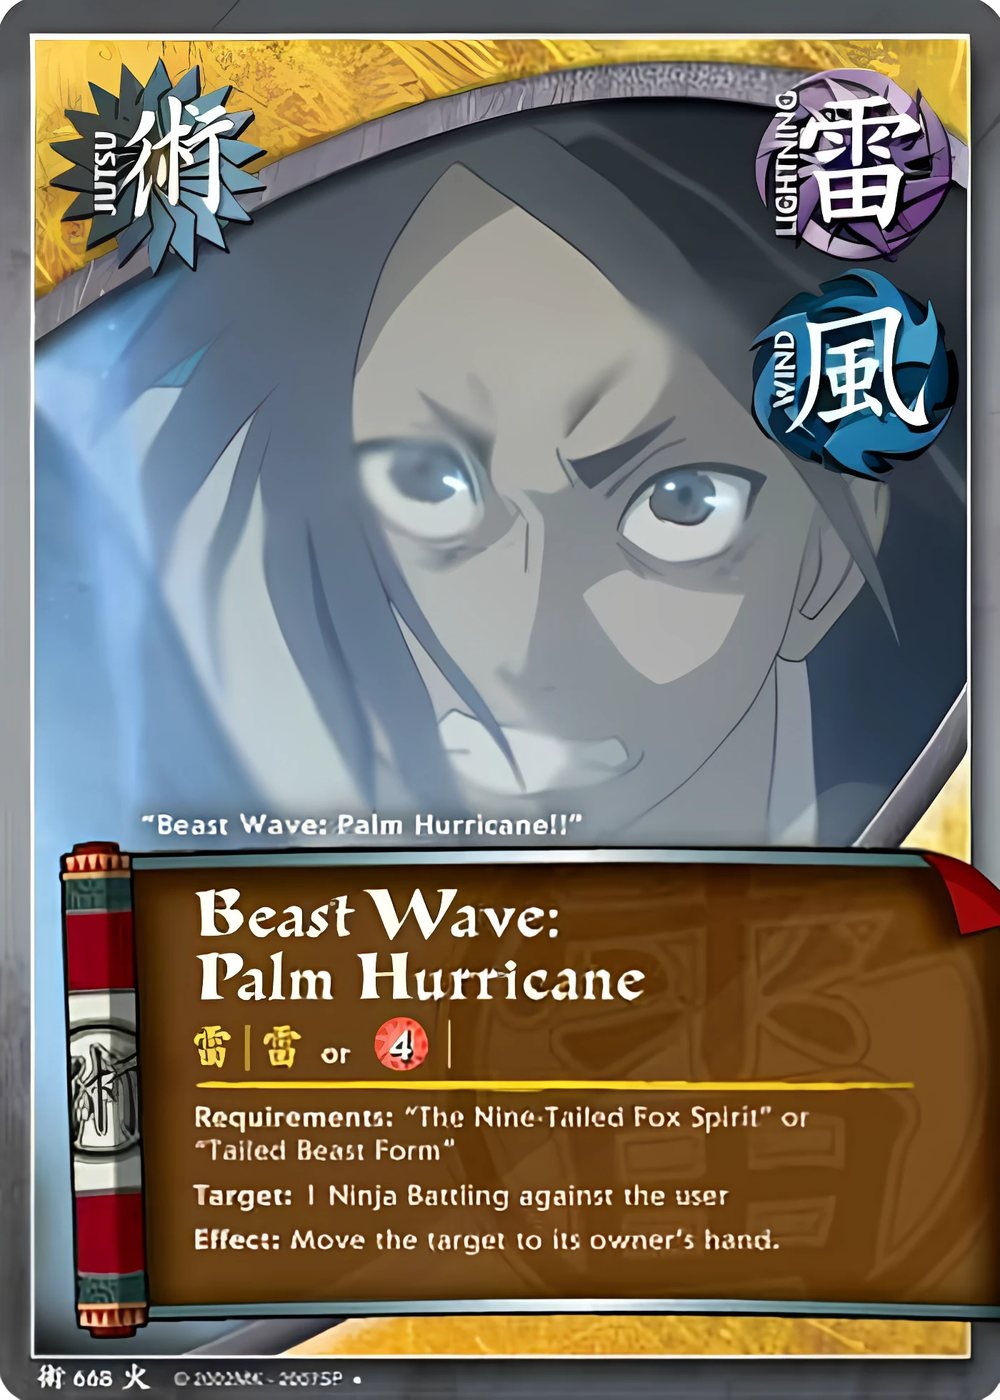 JUTSU
術
LIGHTNING
雷
WIND
風
"Beast Wave: Palm Hurricane!!"
Beast Wave:
Palm Hurricane
雷 | 雷 or 4 |
Requirements: "The Nine-Tailed Fox Spirit" or
"Tailed Beast Form"
Target: 1 Ninja Battling against the user
Effect: Move the target to its owner's hand.
術
術 668 火